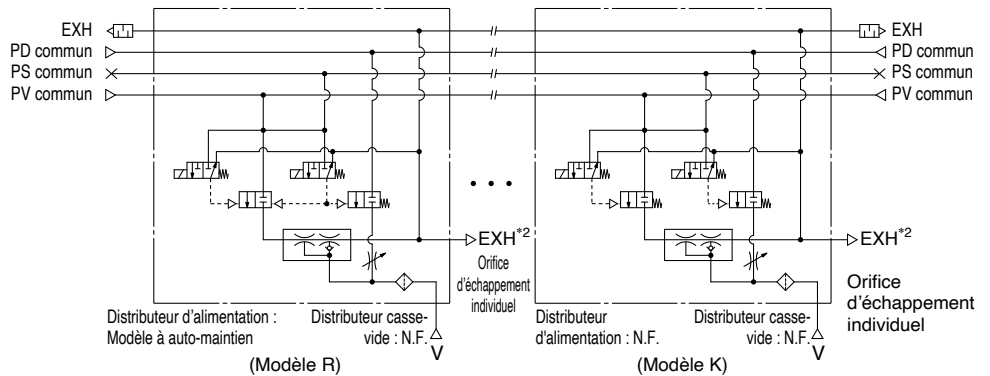 EXH
PD commun
PS commun
PV commun
EXH
PD commun
PS commun
PV commun
EXH*2
Orifice
d'échappement
individuel
EXH*2
Orifice
d'échappement
individuel
Distributeur d'alimentation :
Modèle à auto-maintien
Distributeur casse-
vide : N.F.
V
(Modèle R)
Distributeur
d'alimentation : N.F.
Distributeur casse-
vide : N.F.
V
(Modèle K)